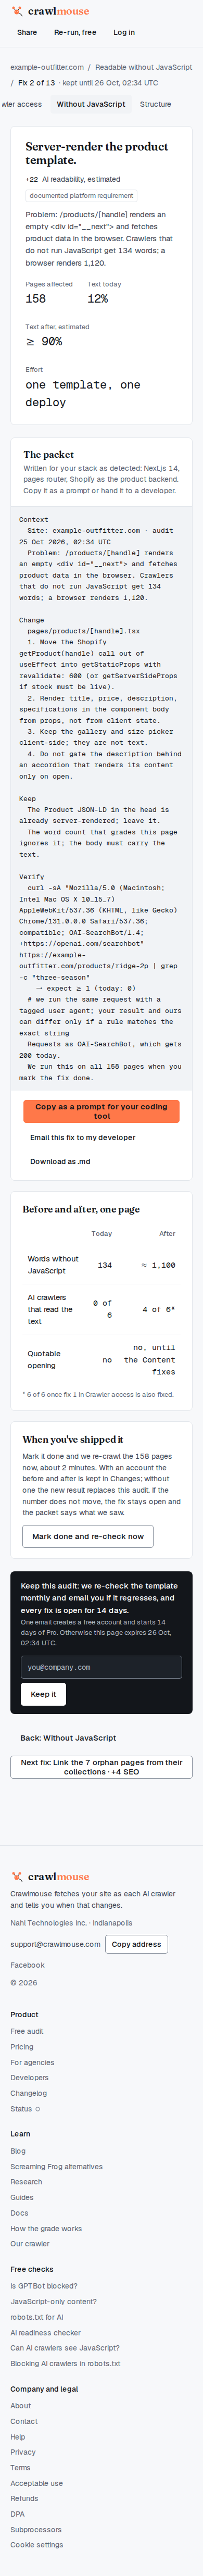 crawlmouse
Share Re-run, free Log in
example-outfitter.com / Readable without JavaScript
/ Fix 2 of 13 · kept until 26 Oct, 02:34 UTC
wler access Without JavaScript Structure
Server-render the product
template.
+22 AI readability, estimated
documented platform requirement
Problem: /products/[handle] renders an
empty <div id="__next"> and fetches
product data in the browser. Crawlers that
do not run JavaScript get 134 words; a
browser renders 1,120.
Pages affected Text today
158 12%
Text after, estimated
≥ 90%
Effort
one template, one
deploy
The packet
Written for your stack as detected: Next.js 14,
pages router, Shopify as the product backend.
Copy it as a prompt or hand it to a developer.
Context
Site: example-outfitter.com · audit
25 Oct 2026, 02:34 UTC
Problem: /products/[handle] renders
an empty <div id="__next"> and fetches
product data in the browser. Crawlers
that do not run JavaScript get 134
words; a browser renders 1,120.
Change
pages/products/[handle].tsx
1. Move the Shopify
getProduct(handle) call out of
useEffect into getStaticProps with
revalidate: 600 (or getServerSideProps
if stock must be live).
2. Render title, price, description,
specifications in the component body
from props, not from client state.
3. Keep the gallery and size picker
client-side; they are not text.
4. Do not gate the description behind
an accordion that renders its content
only on open.
Keep
The Product JSON-LD in the head is
already server-rendered; leave it.
The word count that grades this page
ignores it; the body must carry the
text.
Verify
curl -sA "Mozilla/5.0 (Macintosh;
Intel Mac OS X 10_15_7)
AppleWebKit/537.36 (KHTML, like Gecko)
Chrome/131.0.0.0 Safari/537.36;
compatible; OAI-SearchBot/1.4;
+https://openai.com/searchbot"
https://example-
outfitter.com/products/ridge-2p | grep
-c "three-season"
→ expect ≥ 1 (today: 0)
# we run the same request with a
tagged user agent; your result and ours
can differ only if a rule matches the
exact string
Requests as OAI-SearchBot, which gets
200 today.
We run this on all 158 pages when you
mark the fix done.
Copy as a prompt for your coding
tool
Email this fix to my developer
Download as .md
Before and after, one page
Today After
Words without
JavaScript 134 ≈ 1,100
AI crawlers
that read the
text 0 of
6 4 of 6*
Quotable
opening no no, until
the Content
fixes
* 6 of 6 once fix 1 in Crawler access is also fixed.
When you've shipped it
Mark it done and we re-crawl the 158 pages
now, about 2 minutes. With an account the
before and after is kept in Changes; without
one the new result replaces this audit. If the
number does not move, the fix stays open and
the packet says what we saw.
Mark done and re-check now
Keep this audit: we re-check the template
monthly and email you if it regresses, and
every fix is open for 14 days.
One email creates a free account and starts 14
days of Pro. Otherwise this page expires 26 Oct,
02:34 UTC.
you@company.com
Keep it
Back: Without JavaScript
Next fix: Link the 7 orphan pages from their
collections · +4 SEO
crawlmouse
Crawlmouse fetches your site as each AI crawler
and tells you when that changes.
Nahl Technologies Inc. · Indianapolis
support@crawlmouse.com Copy address
Facebook
© 2026
Product
Free audit
Pricing
For agencies
Developers
Changelog
Status
Learn
Blog
Screaming Frog alternatives
Research
Guides
Docs
How the grade works
Our crawler
Free checks
Is GPTBot blocked?
JavaScript-only content?
robots.txt for AI
AI readiness checker
Can AI crawlers see JavaScript?
Blocking AI crawlers in robots.txt
Company and legal
About
Contact
Help
Privacy
Terms
Acceptable use
Refunds
DPA
Subprocessors
Cookie settings